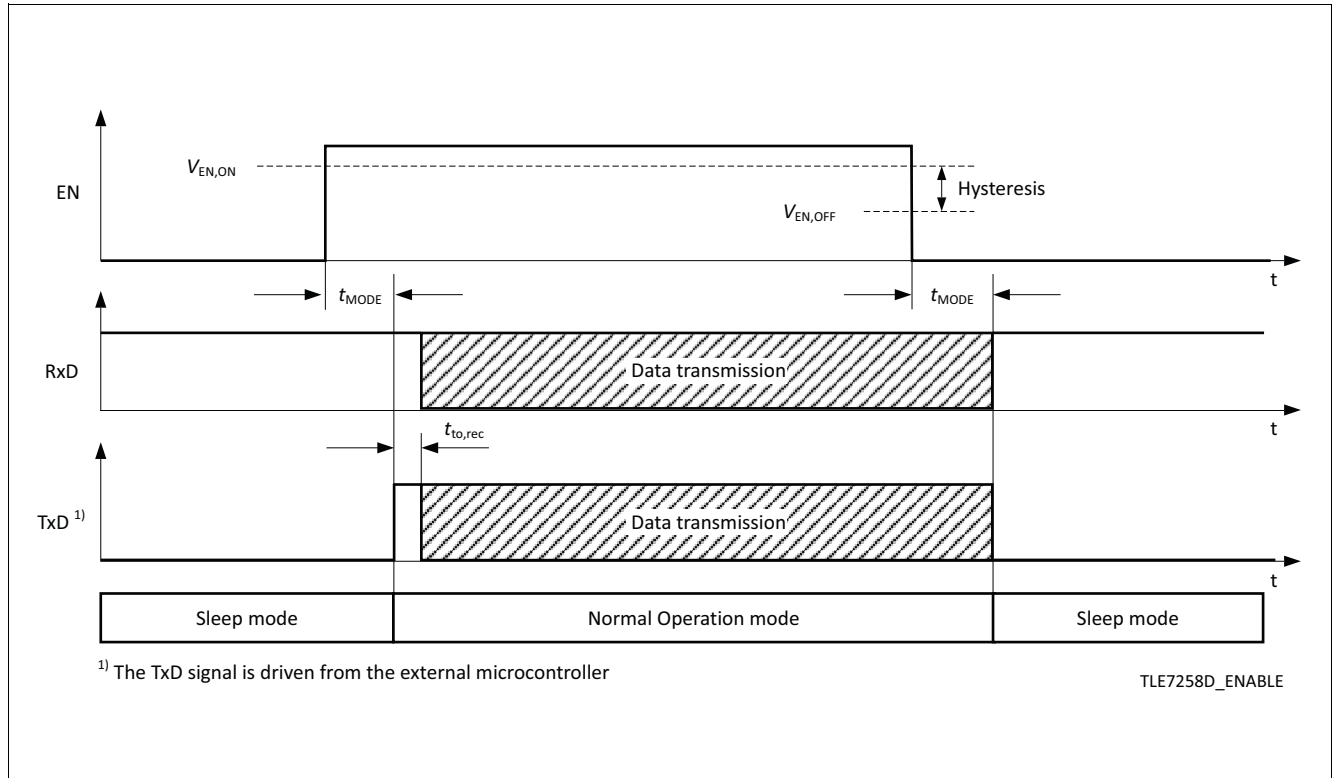 V_EN,ON
EN
Hysteresis
V_EN,OFF
t
t_MODE
t_MODE
RxD
Data transmission
t
t_to,rec
TxD 1)
Data transmission
t
Sleep mode
Normal Operation mode
Sleep mode
1) The TxD signal is driven from the external microcontroller
TLE7258D_ENABLE